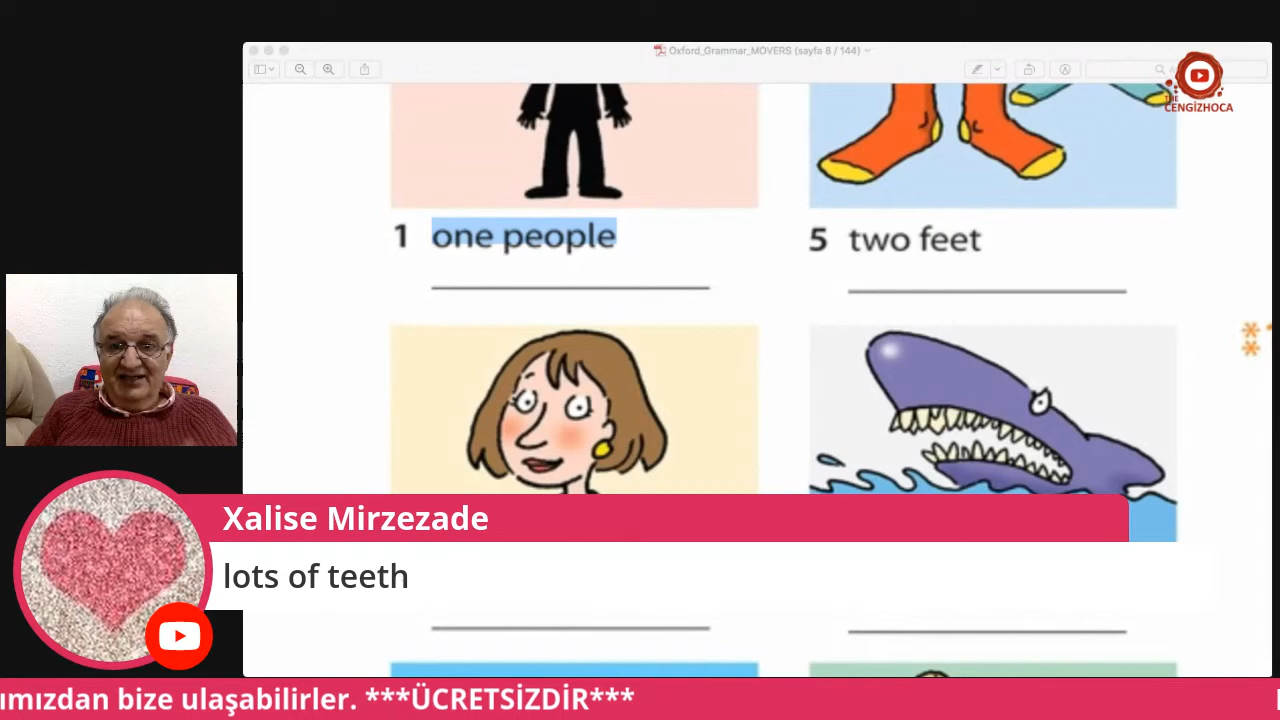 Oxford_Grammar_MOVERS (sayfa 8 / 144)
THE
CENGİZHOCA
1 one people
5 two feet
Xalise Mirzezade
lots of teeth
ımızdan bize ulaşabilirler. ***ÜCRETSİZDİR***